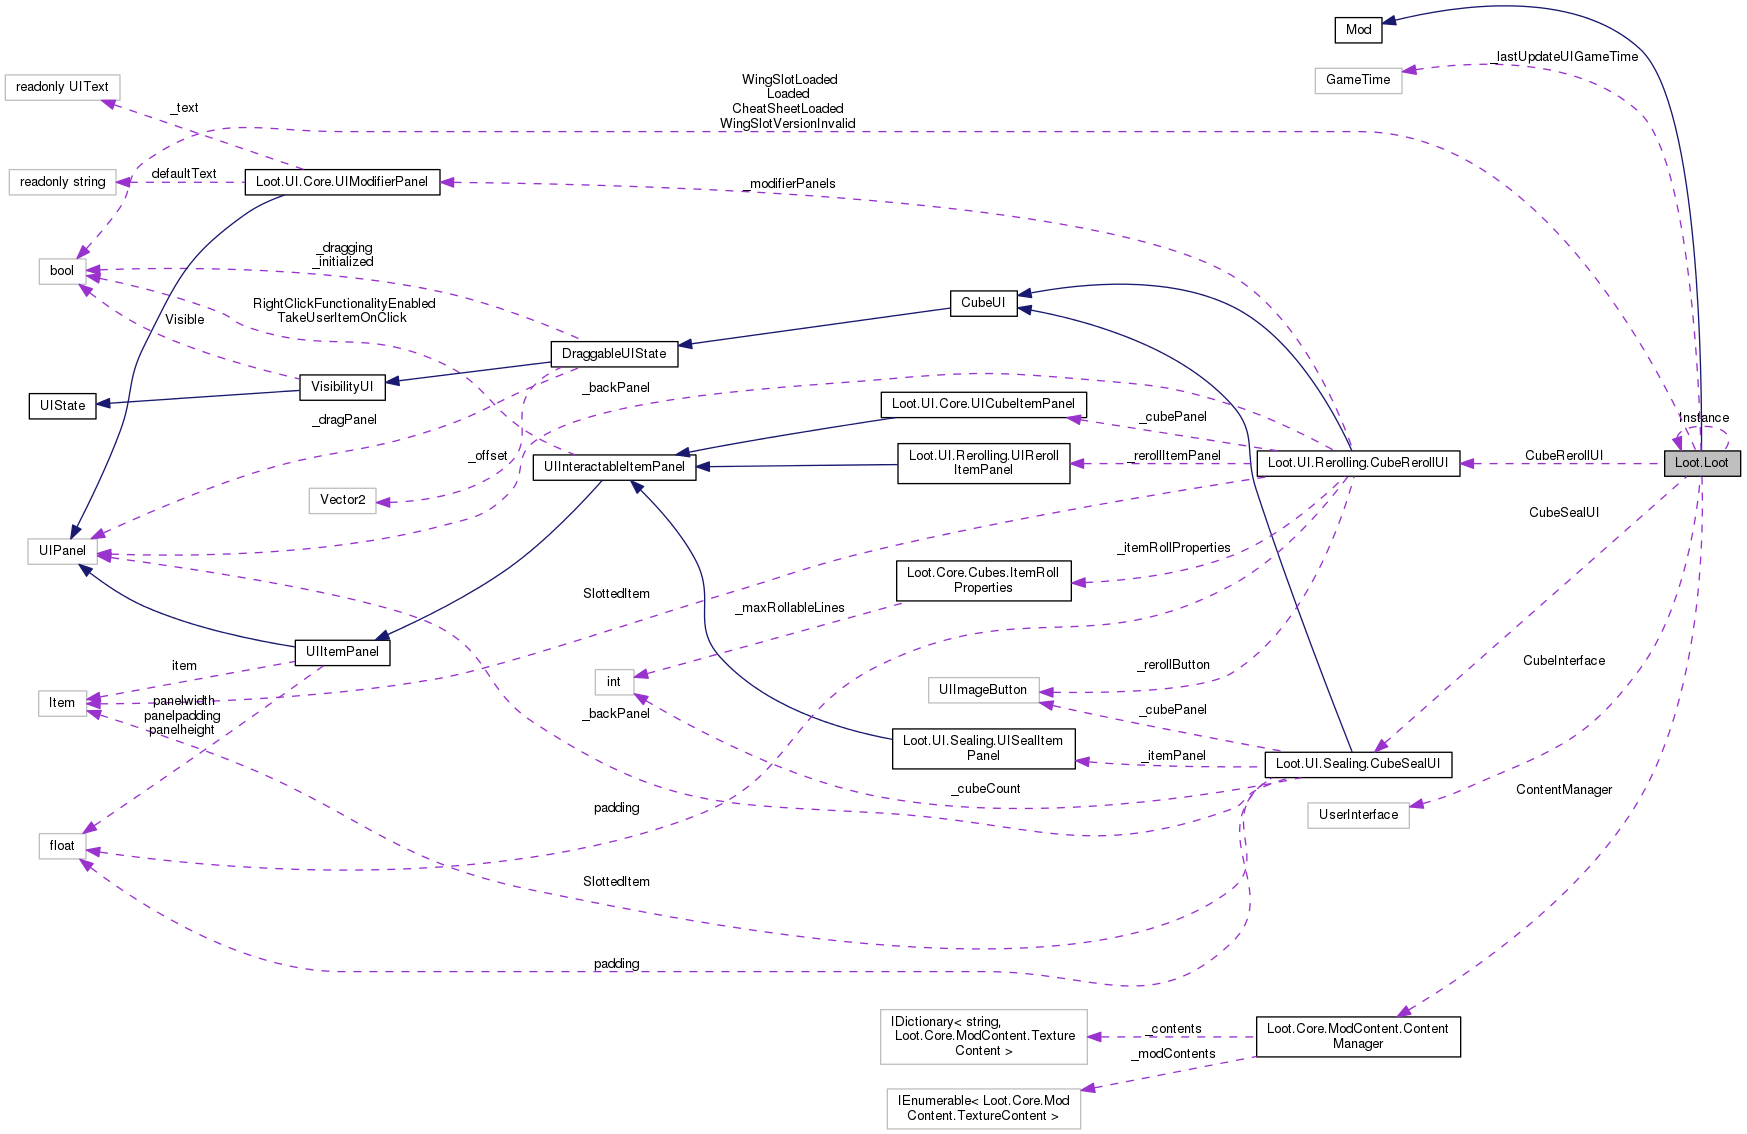 Mod
_lastUpdateUIGameTime
GameTime
WingSlotLoaded
Loaded
CheatSheetLoaded
WingSlotVersionInvalid
readonly UIText
_text
readonly string
defaultText
Loot.UI.Core.UIModifierPanel
_modifierPanels
_dragging
_initialized
bool
RightClickFunctionalityEnabled
TakeUserItemOnClick
Visible
CubeUI
DraggableUIState
VisibilityUI
UIState
_backPanel
Loot.UI.Core.UICubeItemPanel
_cubePanel
_dragPanel
Instance
_offset
UIInteractableItemPanel
Loot.UI.Rerolling.UIReroll
ItemPanel
_rerollItemPanel
Loot.UI.Rerolling.CubeRerollUI
CubeRerollUI
Loot.Loot
Vector2
CubeSealUI
UIPanel
_itemRollProperties
Loot.Core.Cubes.ItemRoll
Properties
SlottedItem
_maxRollableLines
UIItemPanel
item
_rerollButton
CubeInterface
int
UIImageButton
Item
panelwidth
panelpadding
panelheight
_backPanel
_cubePanel
Loot.UI.Sealing.UISealItem
Panel
_itemPanel
Loot.UI.Sealing.CubeSealUI
_cubeCount
ContentManager
padding
UserInterface
float
SlottedItem
padding
IDictionary< string,
Loot.Core.ModContent.Texture
Content >
_contents
Loot.Core.ModContent.Content
Manager
_modContents
IEnumerable< Loot.Core.Mod
Content.TextureContent >